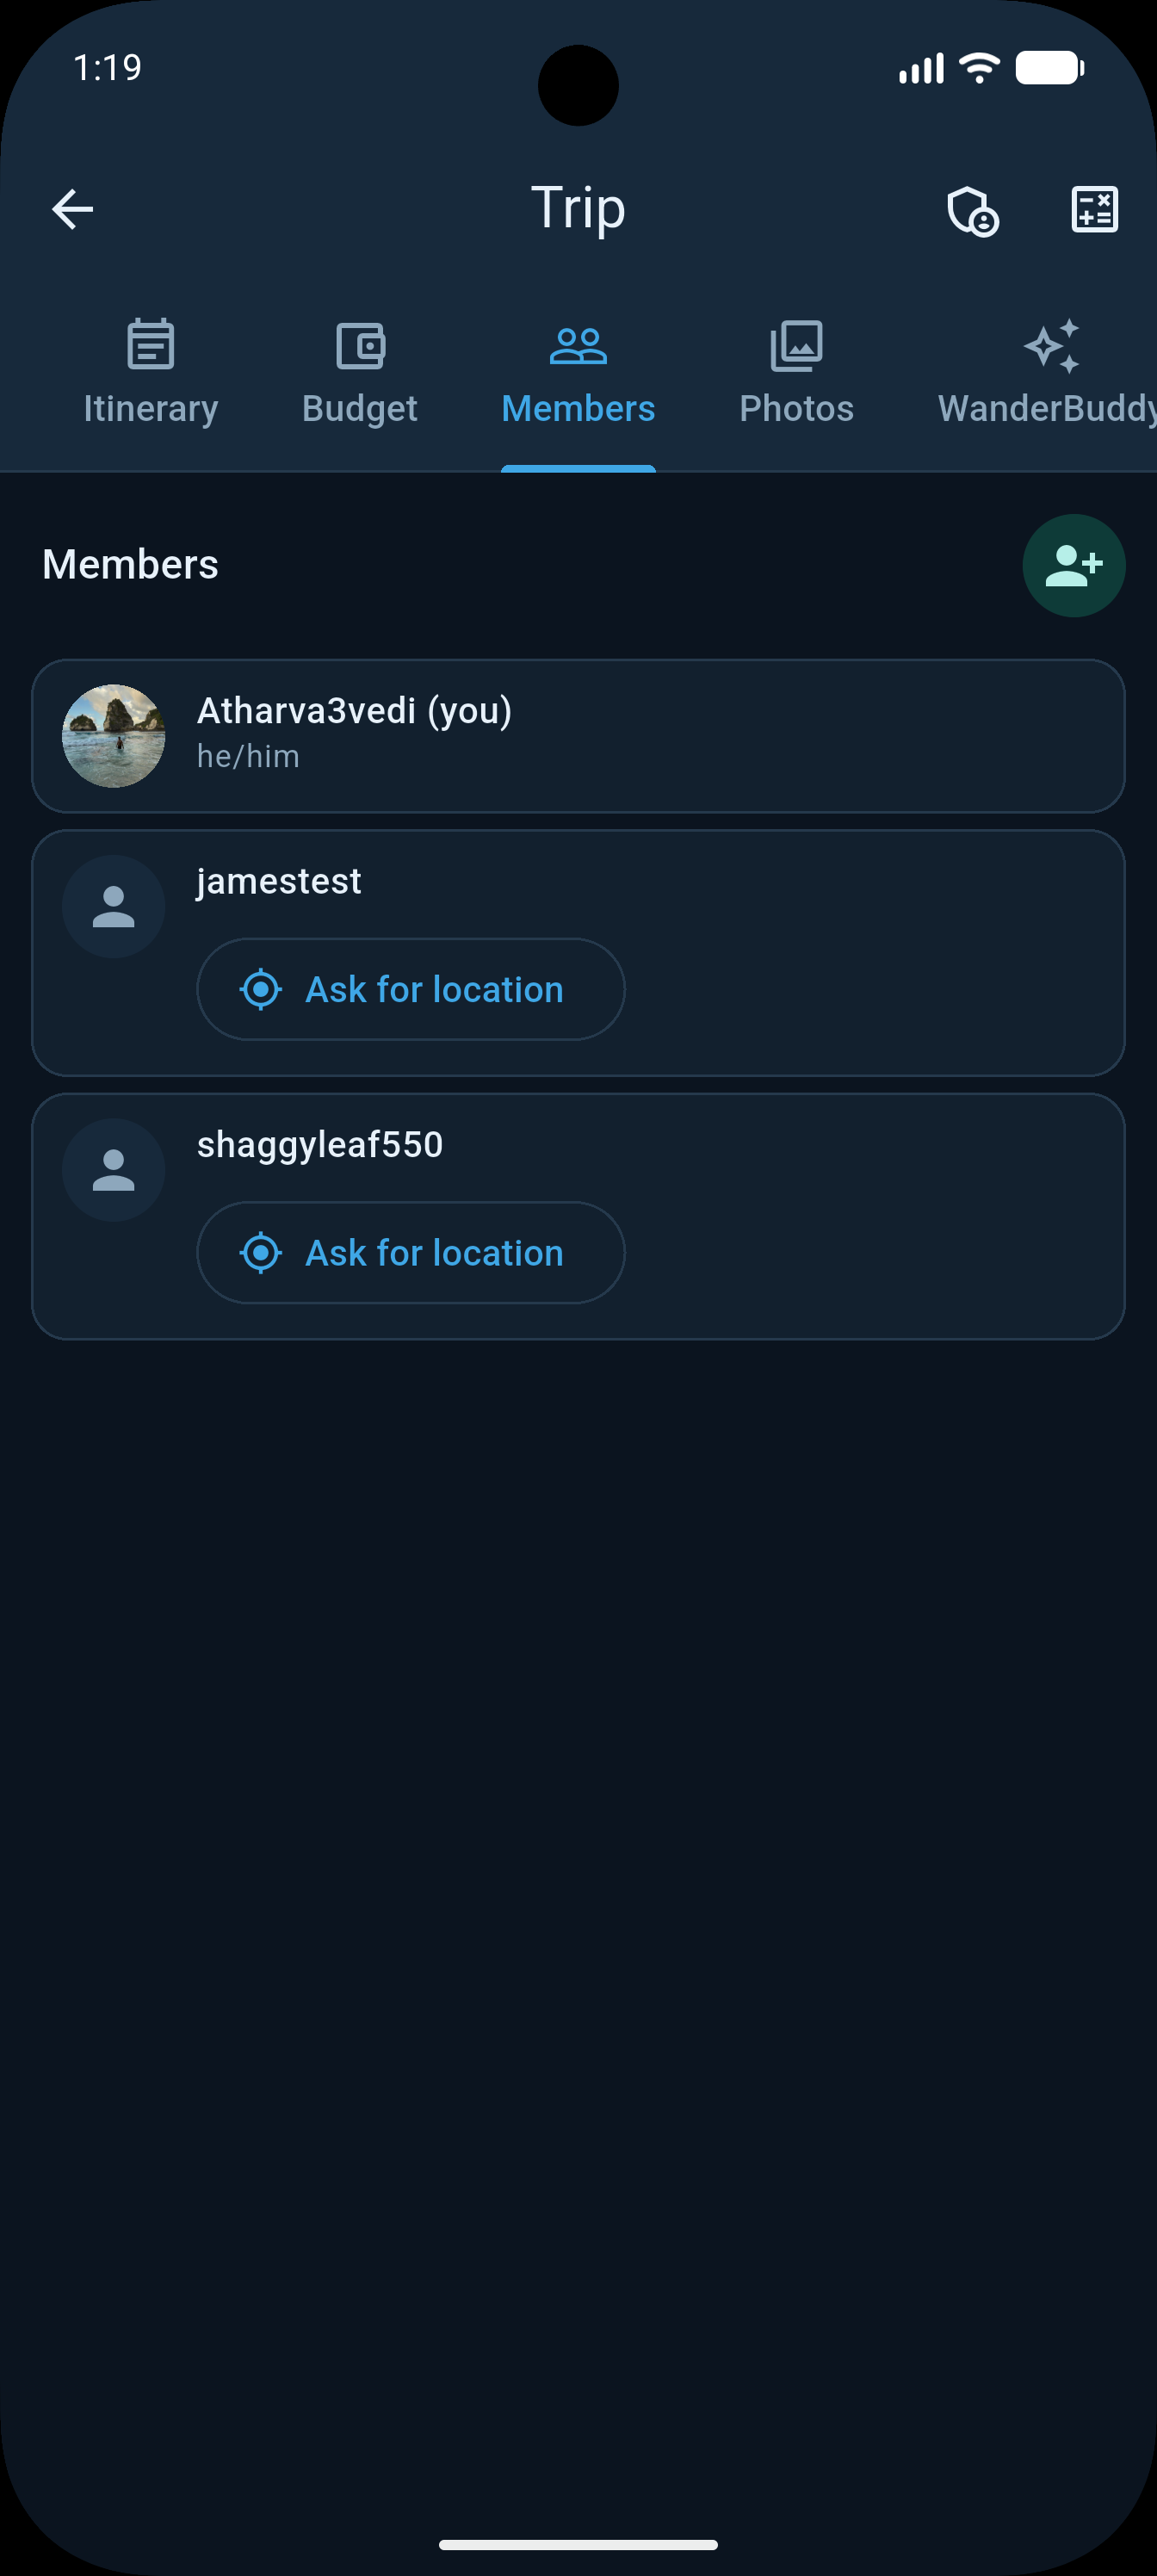 1:19
Trip
Itinerary
Budget
Members
Photos
WanderBuddy
Members
Atharva3vedi (you)
he/him
jamestest
Ask for location
shaggyleaf550
Ask for location